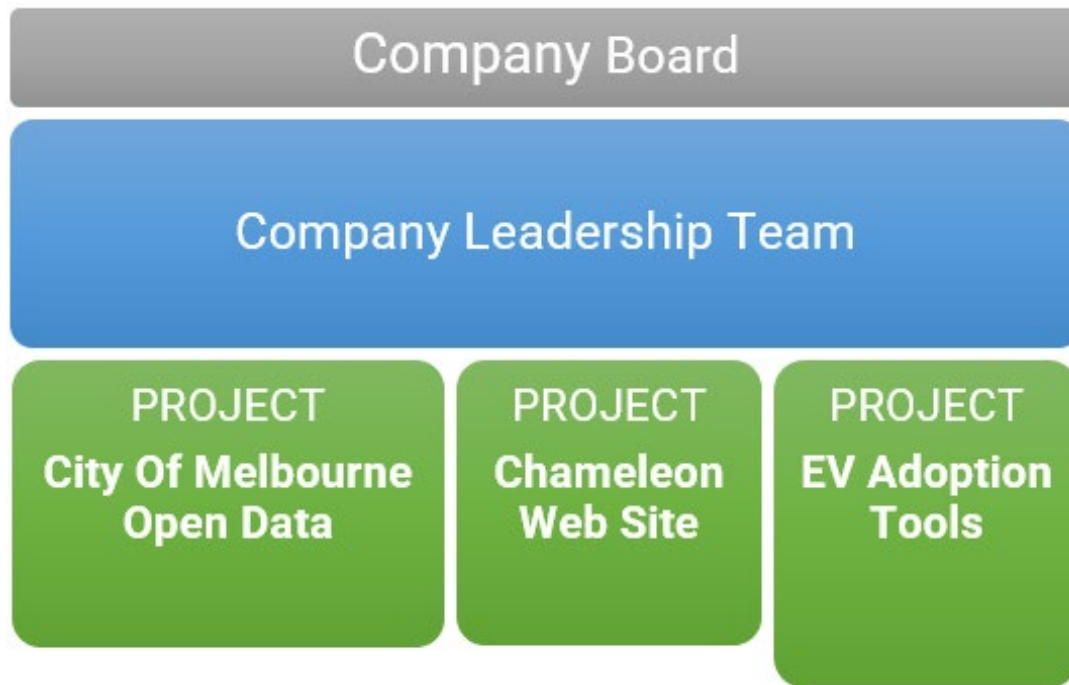 Company Board
Company Leadership Team
PROJECT
City Of Melbourne
Open Data
PROJECT
Chameleon
Web Site
PROJECT
EV Adoption
Tools